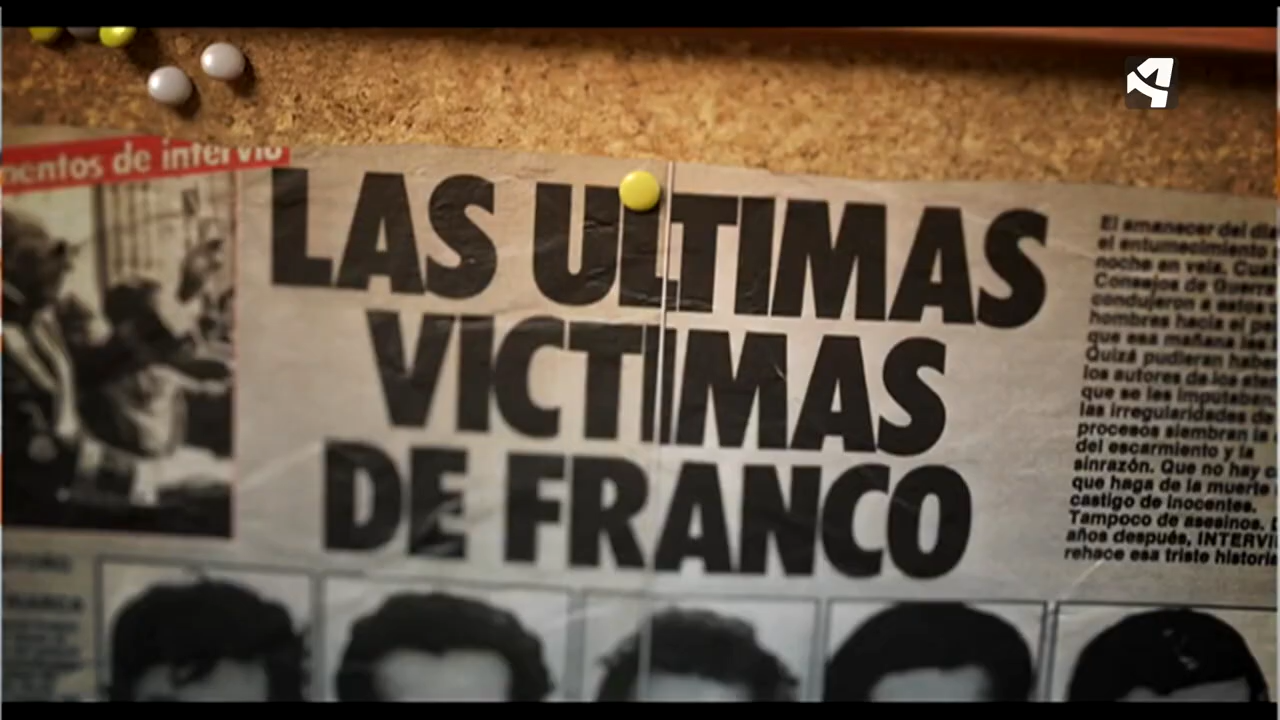 mentos de interviú
LAS ULTIMAS
VICTIMAS
DE FRANCO
El amanecer del día
el entumecimiento
noche en vela.
Consejos de Guerra
condujeron a estos
hombres hacia el
que esa mañana les
Quizá pudieran haber
los autores de los
que se les imputaban.
las irregularidades de
procesos siembran la
del escarmiento y la
sinrazón. Que no hay
que haga de la muerte
castigo de inocentes.
Tampoco de asesinos.
años después, INTERVI
rehace esa triste historia